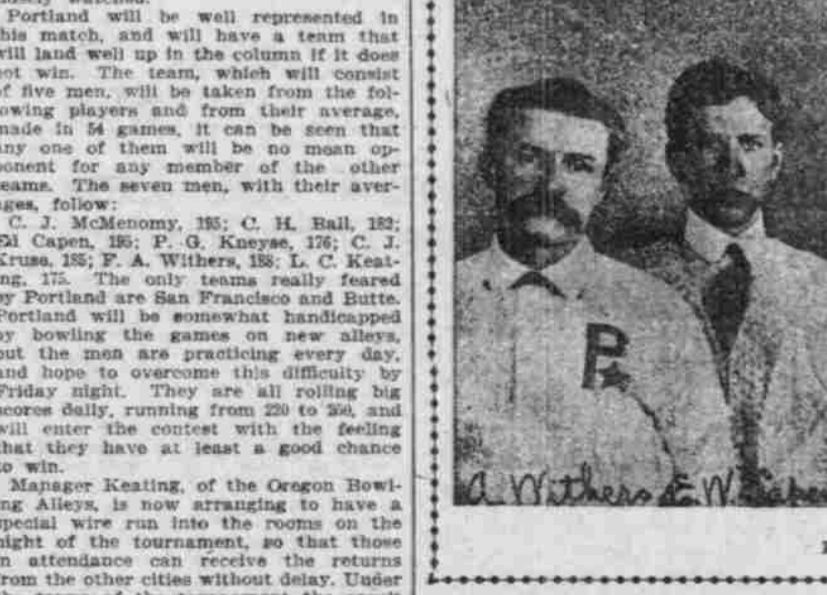 closely watched.
Portland will be well represented in
this match, and will have a team that
will land well up in the column if it does
not win. The team, which will consist
of five men, will be taken from the fol-
lowing players and from their average,
made in 54 games, it can be seen that
any one of them will be no mean op-
ponent for any member of the other
teams. The seven men, with their aver-
ages, follow:
C. J. McMenomy, 195; C. H. Ball, 182;
Ed Capen, 195; P. G. Kneyse, 176; C. J.
Kruse, 185; F. A. Withers, 188; L. C. Keat-
ing, 175. The only teams really feared
by Portland are San Francisco and Butte.
Portland will be somewhat handicapped
by bowling the games on new alleys,
but the men are practicing every day,
and hope to overcome this difficulty by
Friday night. They are all rolling big
scores daily, running from 220 to 250, and
will enter the contest with the feeling
that they have at least a good chance
to win.
Manager Keating, of the Oregon Bowl-
ing Alleys, is now arranging to have a
special wire run into the rooms on the
night of the tournament, so that those
in attendance can receive the returns
from the other cities without delay. Under
P
A. Withers E. W. Capen